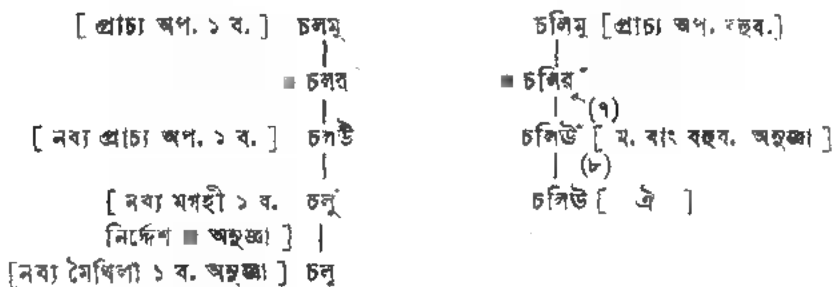 [ প্রাচ্য অপ. ১ ব. ] চলমু চলিমু [প্রাচ্য অপ. বহুব.]
চলবঁ চলিবঁ
(৭)
[ নব্য প্রাচ্য অপ. ১ ব. ] চলউঁ চলিউঁ [ ম. বাং বহুব. অনুজ্ঞা ]
(৮)
[ নব্য মগহী ১ ব. চলুঁ চলিউ [ ঐ ]
নির্দ্দেশ অনুজ্ঞা ]
[নব্য মৈথিলী ১ ব. অনুজ্ঞা ] চলু